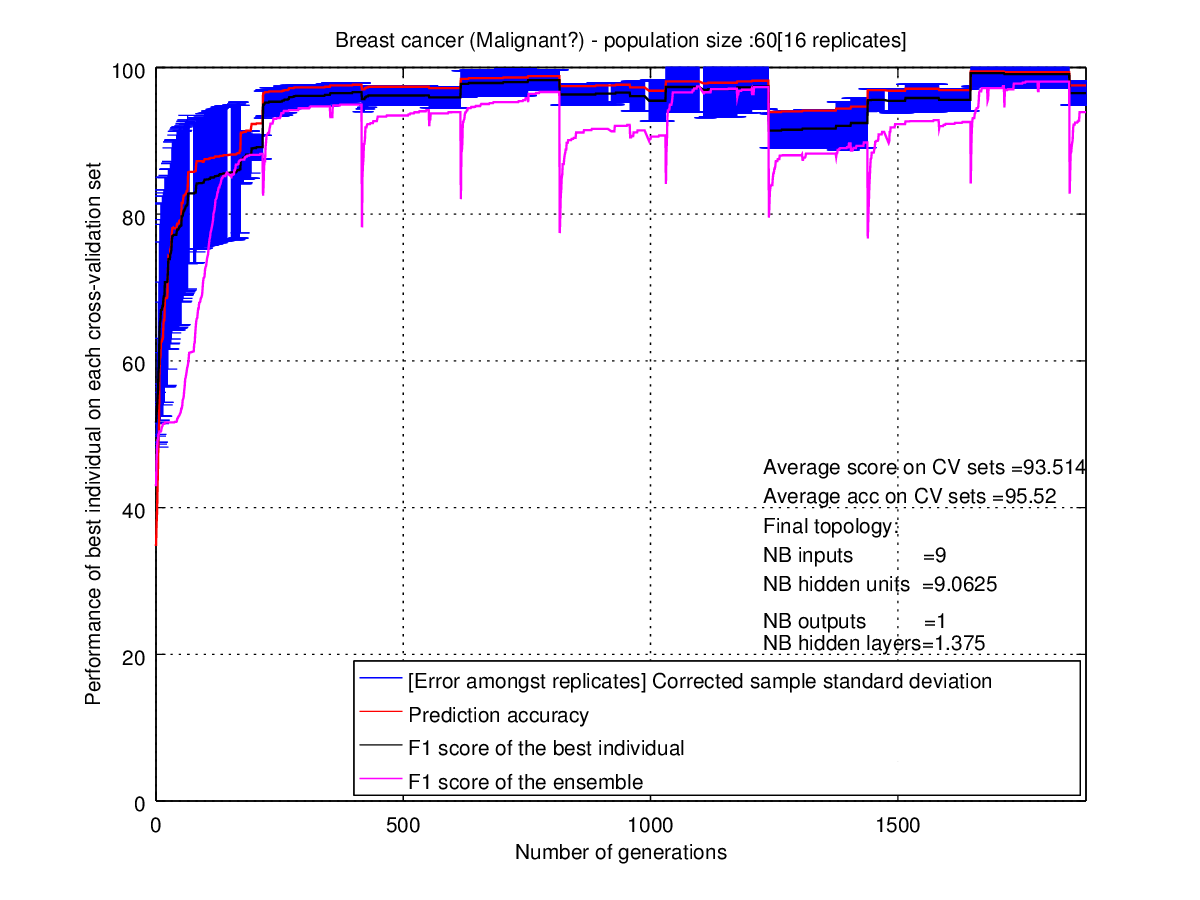 Breast cancer (Malignant?) - population size :60[16 replicates]
Performance of best individual on each cross-validation set
100
80
60
40
20
0
Average score on CV sets =93.514
Average acc on CV sets =95.52
Final topology:
NB inputs =9
NB hidden units =9.0625
NB outputs =1
NB hidden layers=1.375
[Error amongst replicates] Corrected sample standard deviation
Prediction accuracy
F1 score of the best individual
F1 score of the ensemble
0 500 1000 1500
Number of generations